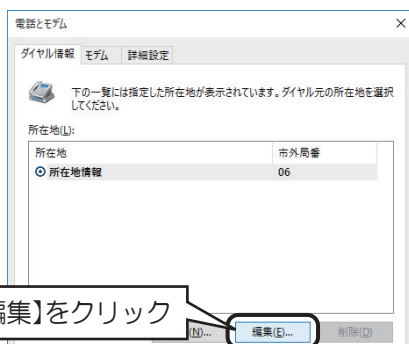 電話とモデム
ダイヤル情報 モデム 詳細設定
下の一覧には指定した所在地が表示されています。ダイヤル元の所在地を選択
してください。
所在地(L):
所在地 市外局番
所在地情報 06
集】をクリック
(N)... 編集(E)... 削除(D)